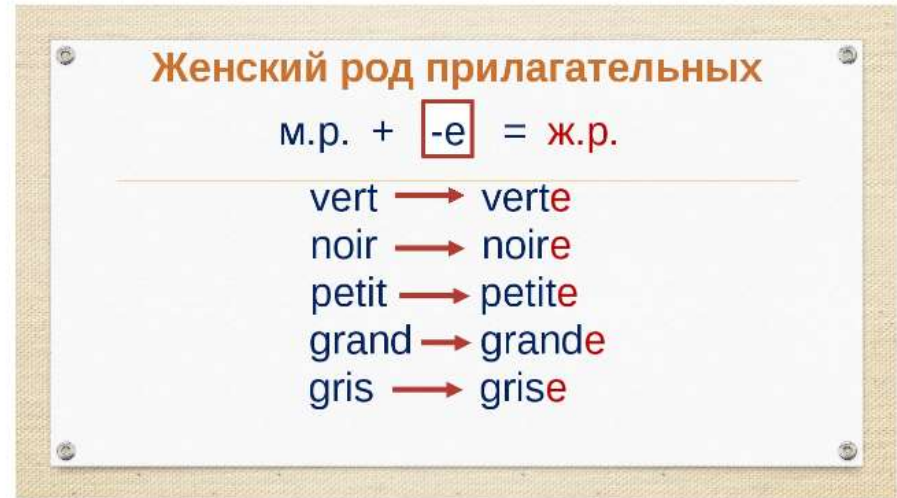 Женский род прилагательных
м.р. + -е = ж.р.
vert verte
noir noire
petit petite
grand grande
gris grise